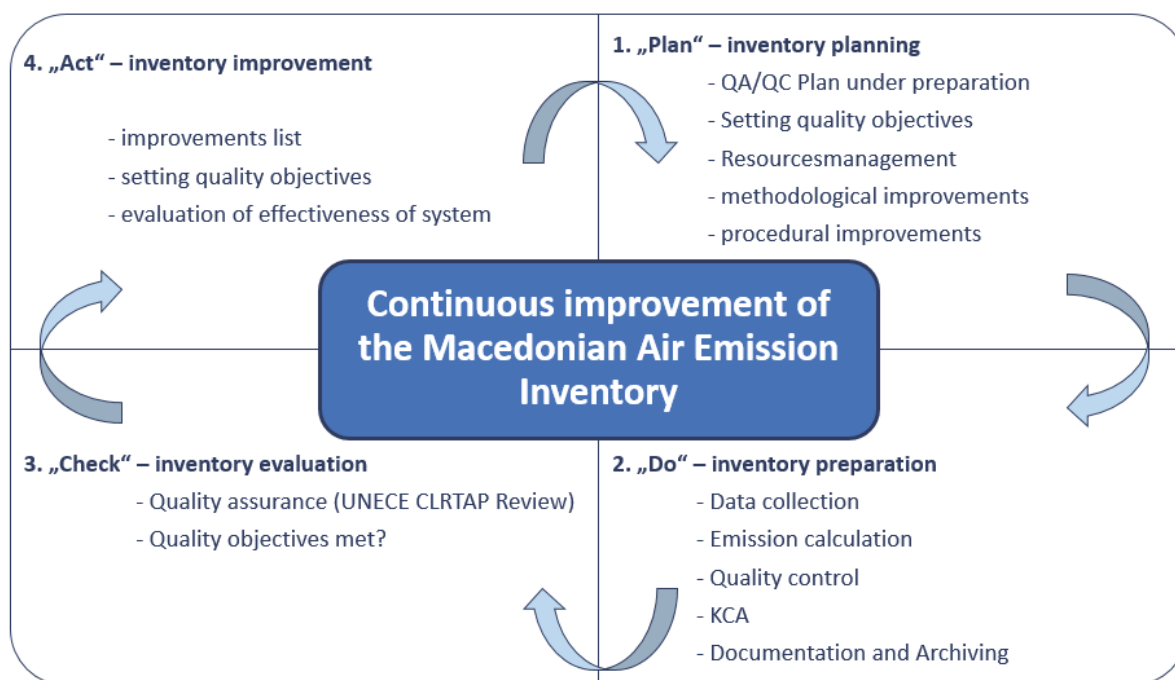 4. „Act“ – inventory improvement
- improvements list
- setting quality objectives
- evaluation of effectiveness of system
1. „Plan“ – inventory planning
- QA/QC Plan under preparation
- Setting quality objectives
- Resourcesmanagement
- methodological improvements
- procedural improvements
Continuous improvement of
the Macedonian Air Emission
Inventory
3. „Check“ – inventory evaluation
- Quality assurance (UNECE CLRTAP Review)
- Quality objectives met?
2. „Do“ – inventory preparation
- Data collection
- Emission calculation
- Quality control
- KCA
- Documentation and Archiving